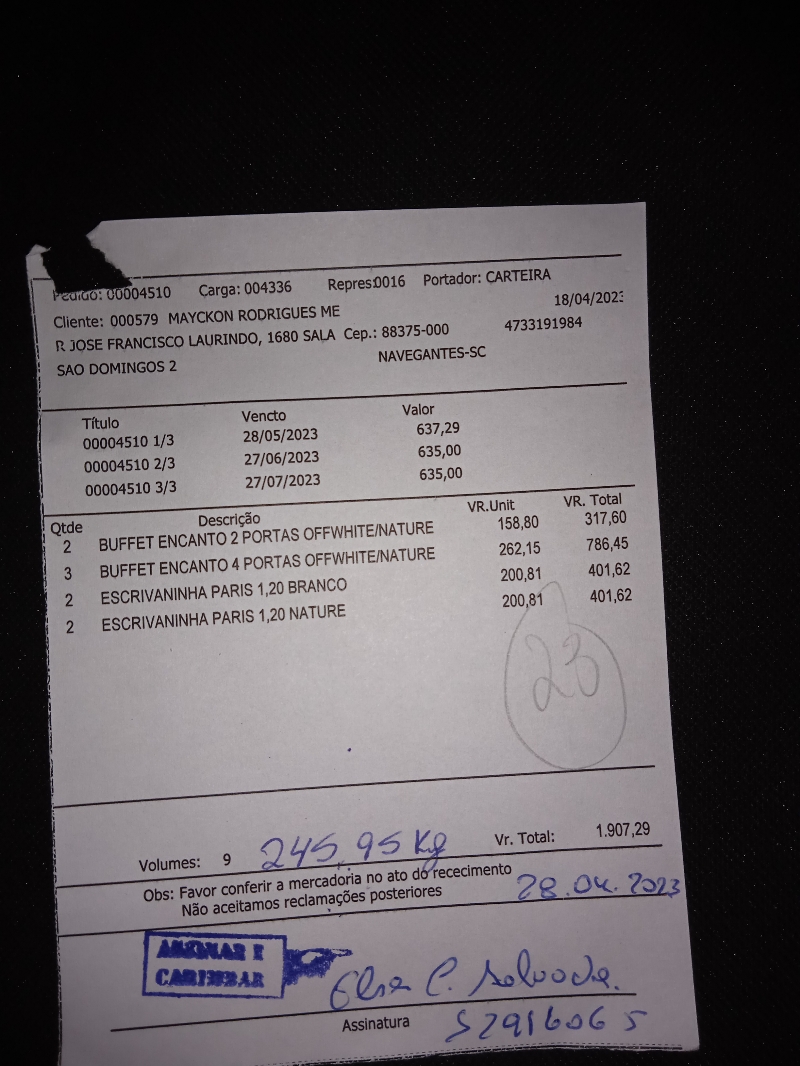 Pedido: 00004510 Carga: 004336 Repres:0016 Portador: CARTEIRA
18/04/2023
Cliente: 000579 MAYCKON RODRIGUES ME
R JOSE FRANCISCO LAURINDO, 1680 SALA Cep.: 88375-000 4733191984
SAO DOMINGOS 2 NAVEGANTES-SC
Título Vencto Valor
00004510 1/3 28/05/2023 637,29
00004510 2/3 27/06/2023 635,00
00004510 3/3 27/07/2023 635,00
Qtde Descrição VR.Unit VR. Total
2 BUFFET ENCANTO 2 PORTAS OFFWHITE/NATURE 158,80 317,60
3 BUFFET ENCANTO 4 PORTAS OFFWHITE/NATURE 262,15 786,45
2 ESCRIVANINHA PARIS 1,20 BRANCO 200,81 401,62
2 ESCRIVANINHA PARIS 1,20 NATURE 200,81 401,62
23
Volumes: 9 245,95 Kg Vr. Total: 1.907,29
Obs: Favor conferir a mercadoria no ato do rececimento
Não aceitamos reclamações posteriores 28.04.2023
ASSINAR E
CARIMBAR
C.
Assinatura 5291606 5